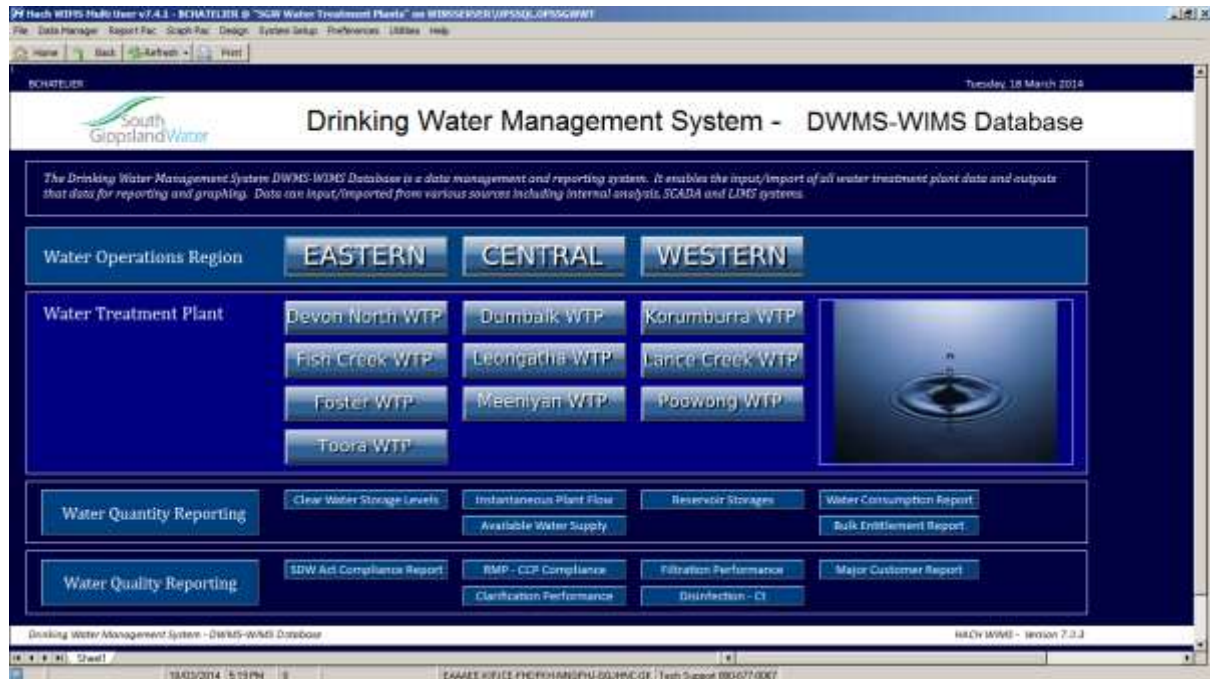 Hach WIMS Multi User v7.4.1 - BCHATELIER @ "SGW Water Treatment Plants" on
File Data Manager Report Pac Graph Pac Design System Setup Preferences Utilities Help
Home Back Refresh Print
BCHATELIER Tuesday, 18 March 2014
South
Gippsland Water
Drinking Water Management System - DWMS-WIMS Database
The Drinking Water Management System DWMS-WIMS Database is a data management and reporting system. It enables the input/import of all water treatment plant data and outputs
that data for reporting and graphing. Data can input/imported from various sources including internal analysis, SCADA and LIMS systems.
Water Operations Region EASTERN CENTRAL WESTERN
Water Treatment Plant Devon North WTP Dumbalk WTP Korumburra WTP
Fish Creek WTP Leongatha WTP Lance Creek WTP
Foster WTP Meeniyan WTP Poowong WTP
Toora WTP
Water Quantity Reporting Clear Water Storage Levels Instantaneous Plant Flow Reservoir Storages Water Consumption Report
Available Water Supply Bulk Entitlement Report
Water Quality Reporting SDW Act Compliance Report RMP - CCP Compliance Filtration Performance Major Customer Report
Clarification Performance Disinfection - Ct
Drinking Water Management System - DWMS-WIMS Database HACH WIMS - Version
Sheet1
18/03/2014 5:19 PM Tech Support